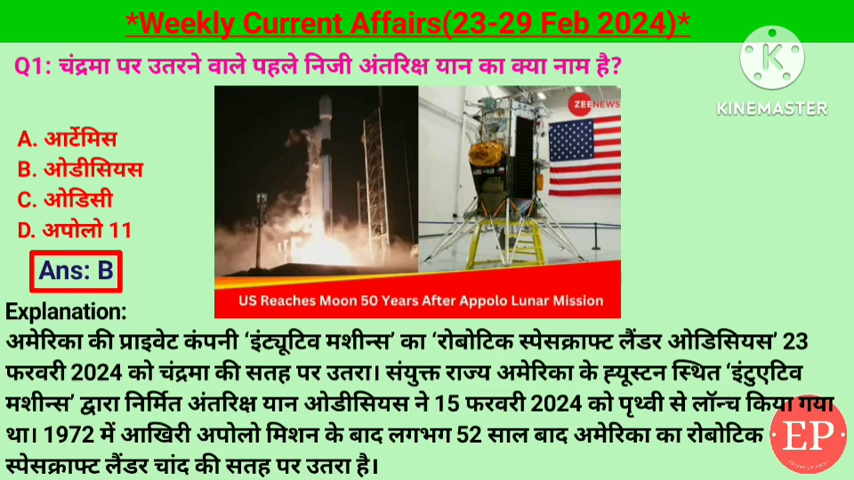 *Weekly Current Affairs(23-29 Feb 2024)*
Q1: चंद्रमा पर उतरने वाले पहले निजी अंतरिक्ष यान का क्या नाम है?
KINEMASTER
ZEENEWS
A. आर्टेमिस
B. ओडीसियस
C. ओडिसी
D. अपोलो 11
Ans: B
US Reaches Moon 50 Years After Appolo Lunar Mission
Explanation:
अमेरिका की प्राइवेट कंपनी ‘इंट्यूटिव मशीन्स’ का ‘रोबोटिक स्पेसक्राफ्ट लैंडर ओडिसियस’ 23
फरवरी 2024 को चंद्रमा की सतह पर उतरा। संयुक्त राज्य अमेरिका के ह्यूस्टन स्थित ‘इंटुएटिव
मशीन्स’ द्वारा निर्मित अंतरिक्ष यान ओडीसियस ने 15 फरवरी 2024 को पृथ्वी से लॉन्च किया गया
था। 1972 में आखिरी अपोलो मिशन के बाद लगभग 52 साल बाद अमेरिका का रोबोटिक
स्पेसक्राफ्ट लैंडर चांद की सतह पर उतरा है।
EP